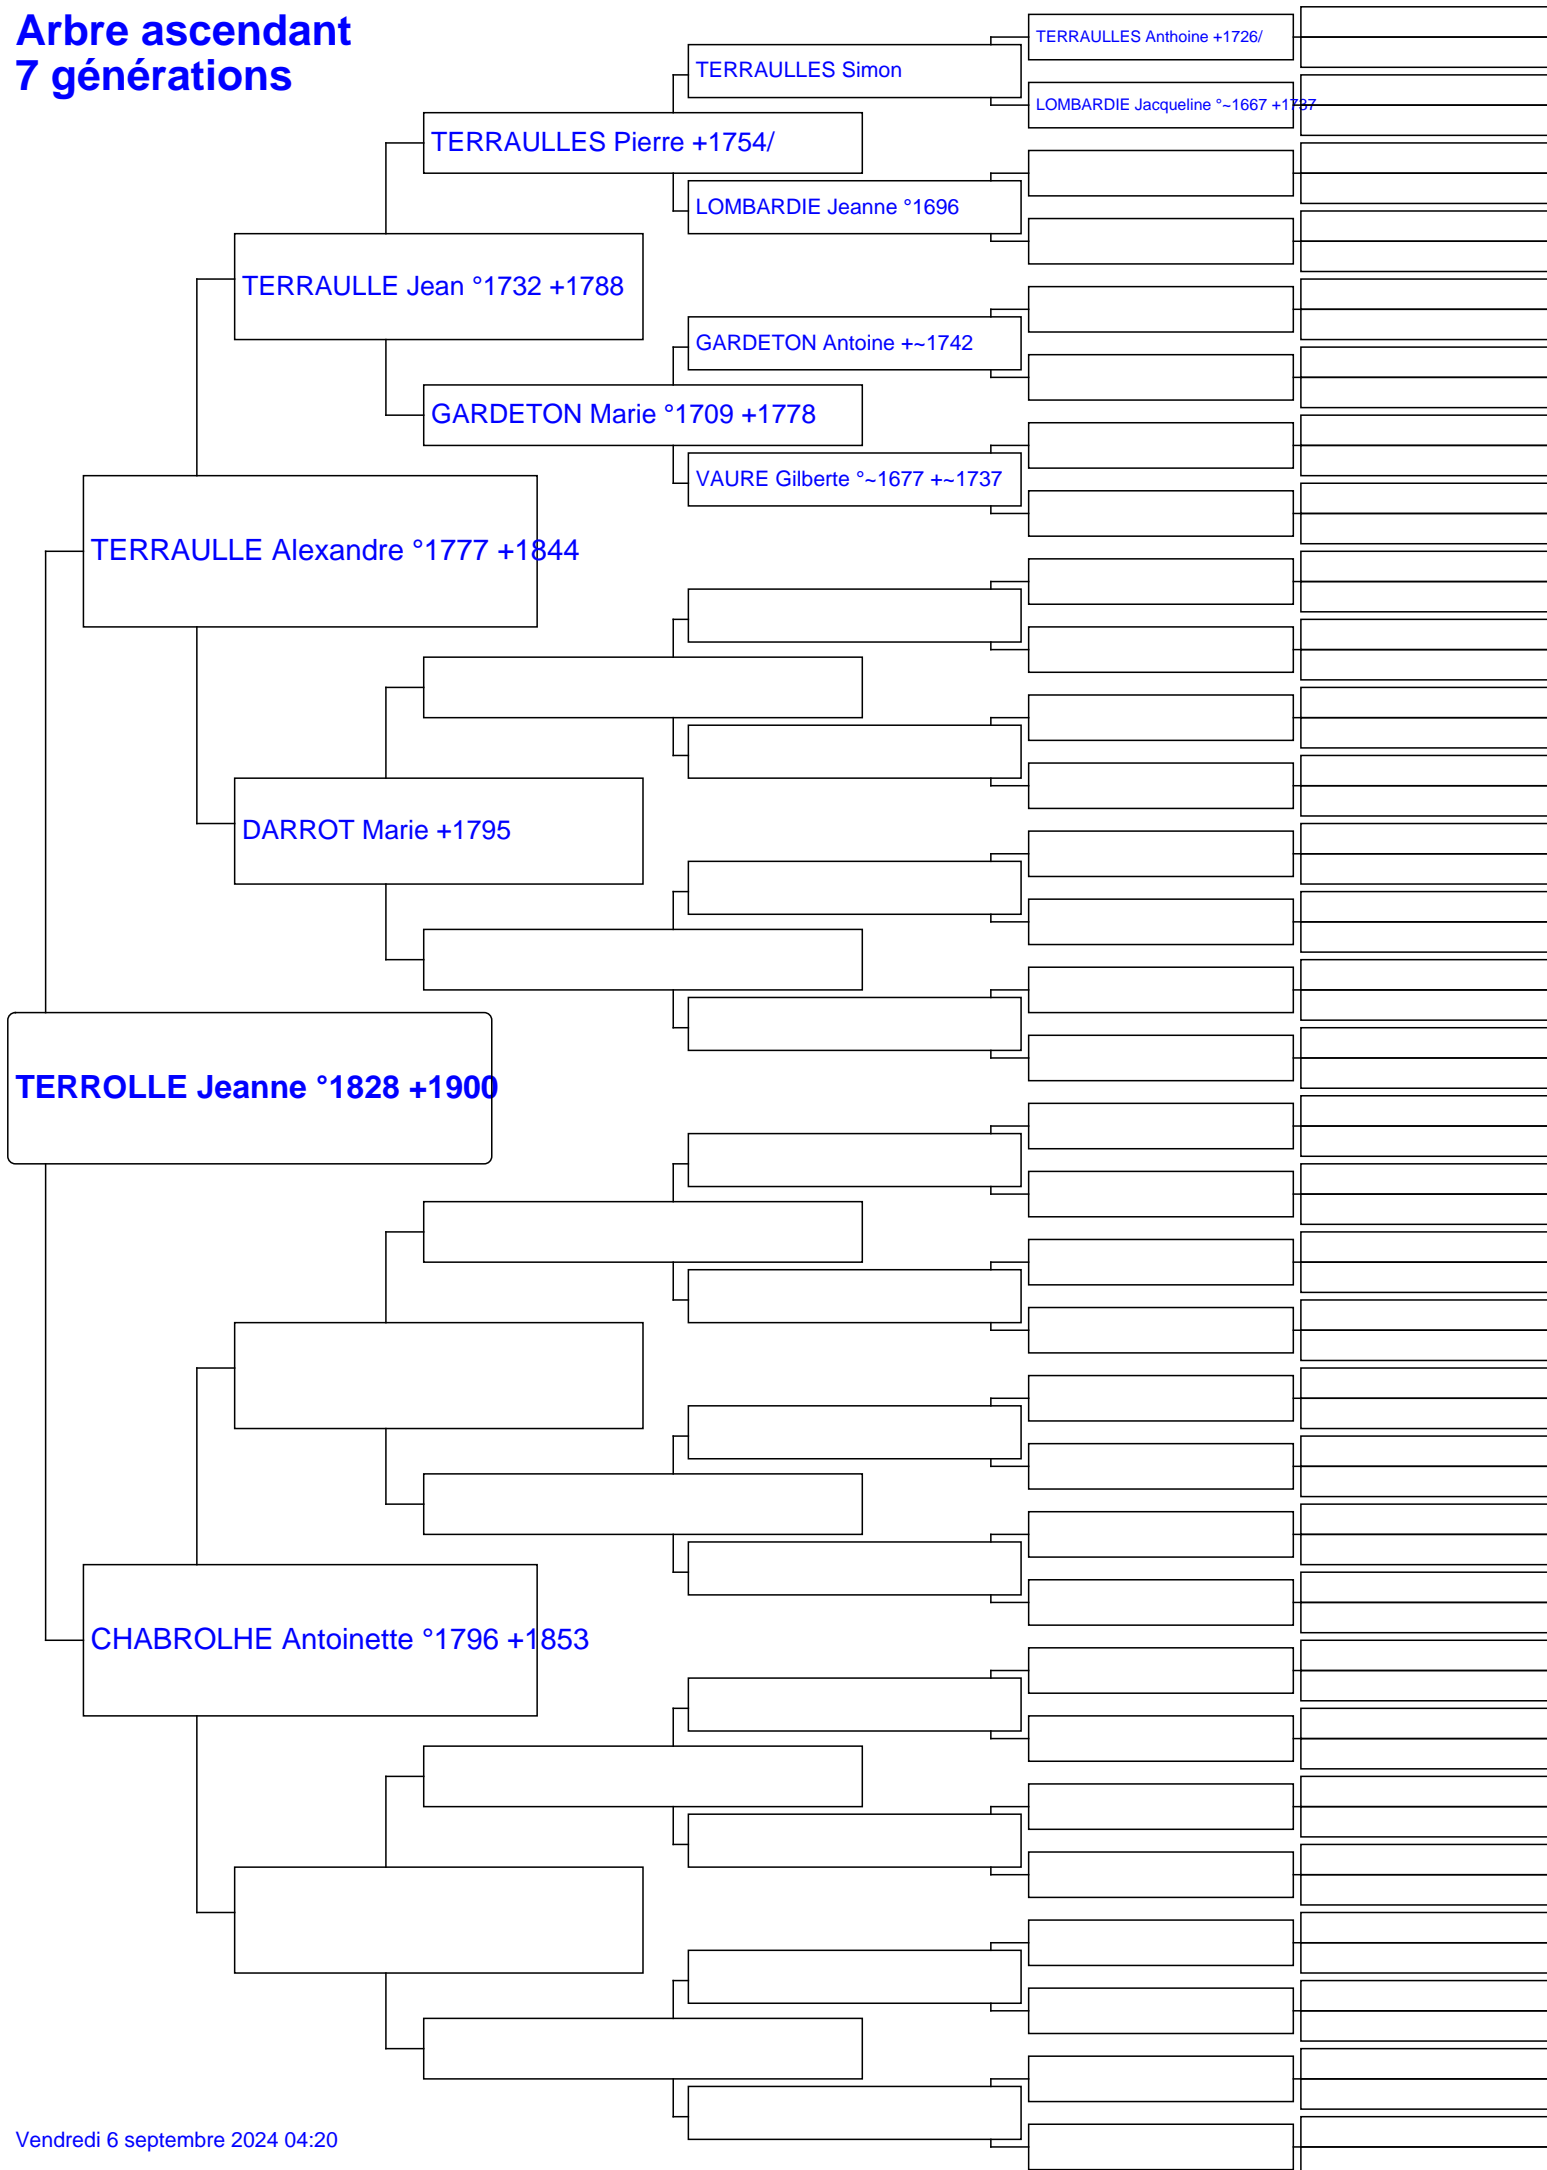 Arbre ascendant
7 générations
TERRAULLES Anthoine +1726/
TERRAULLES Simon
LOMBARDIE Jacqueline °~1667 +1737
TERRAULLES Pierre +1754/
LOMBARDIE Jeanne °1696
TERRAULLE Jean °1732 +1788
GARDETON Antoine +~1742
GARDETON Marie °1709 +1778
VAURE Gilberte °~1677 +~1737
TERRAULLE Alexandre °1777 +1844
DARROT Marie +1795
TERROLLE Jeanne °1828 +1900
CHABROLHE Antoinette °1796 +1853
Vendredi 6 septembre 2024 04:20